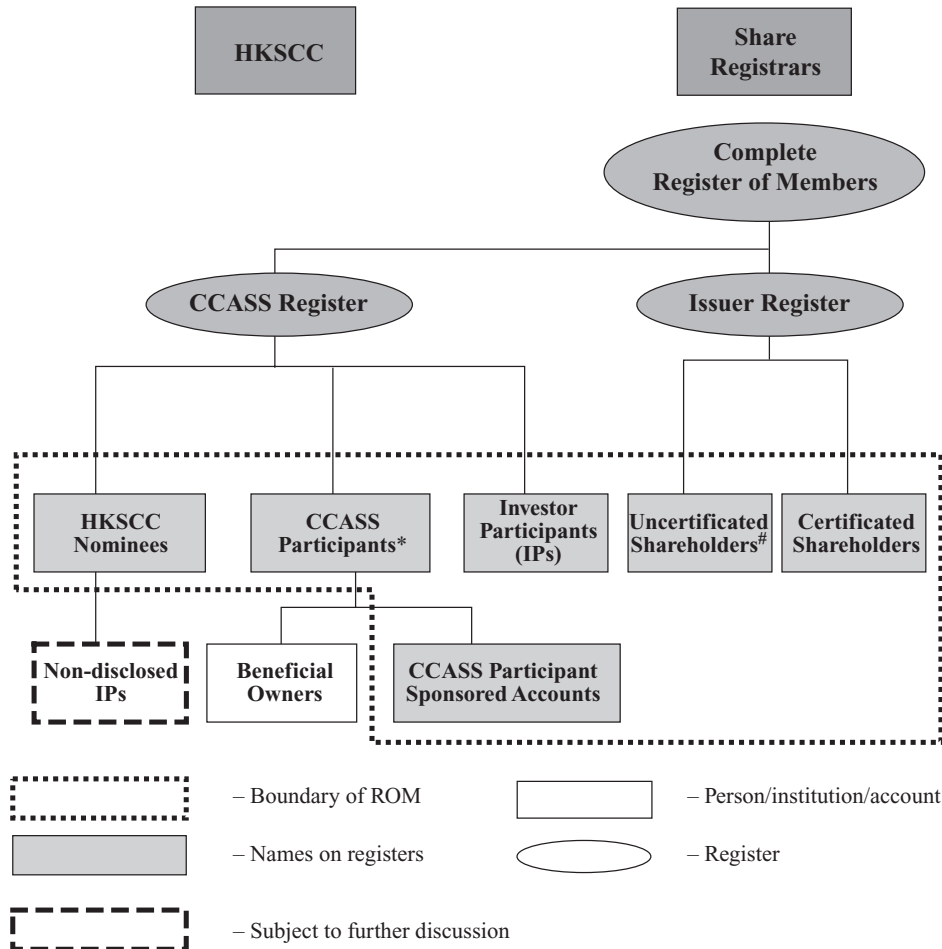 HKSCC
Share
Registrars
Complete
Register of Members
CCASS Register
Issuer Register
HKSCC
Nominees
CCASS
Participants*
Investor
Participants
(IPs)
Uncertificated
Shareholders#
Certificated
Shareholders
Non-disclosed
IPs
Beneficial
Owners
CCASS Participant
Sponsored Accounts
– Boundary of ROM
– Person/institution/account
– Names on registers
– Register
– Subject to further discussion